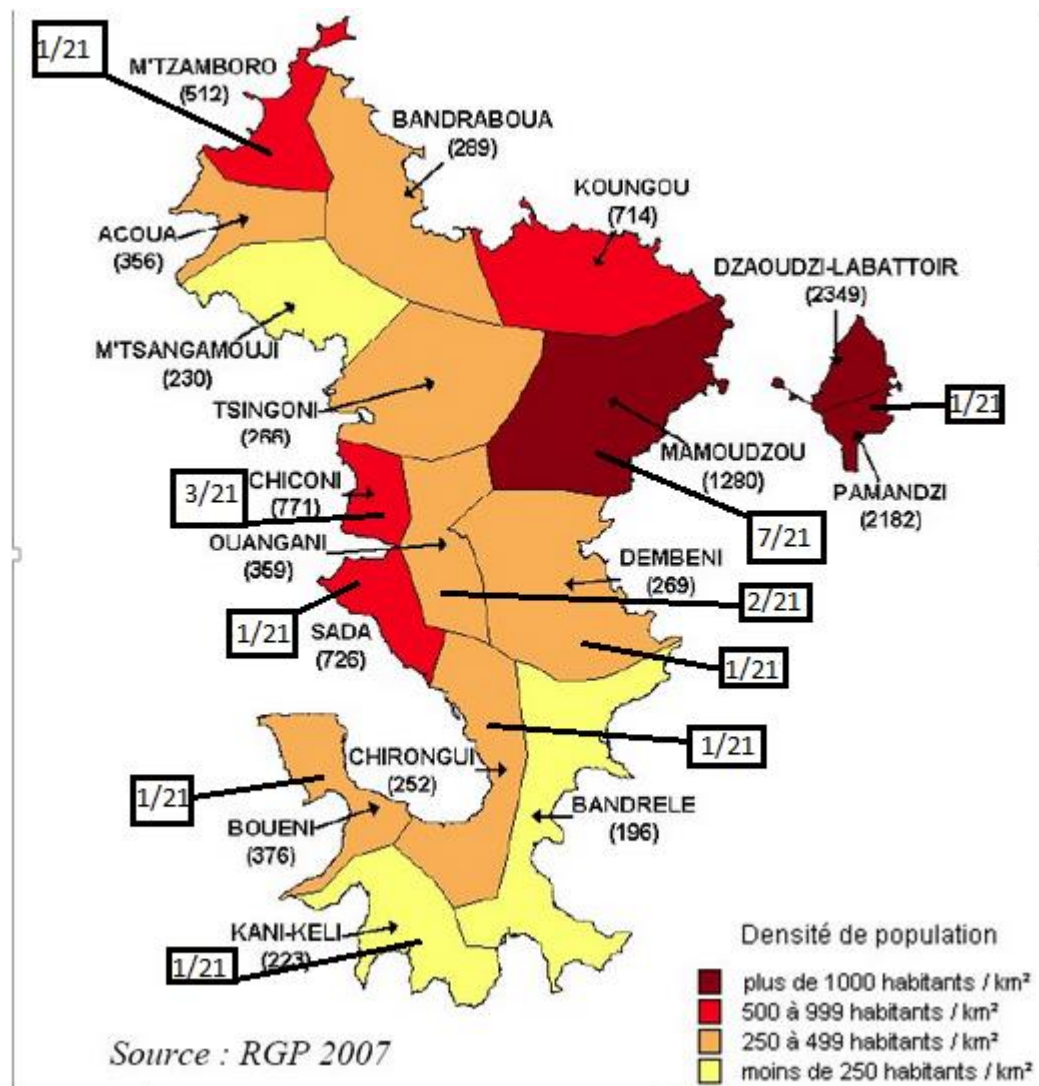 1/21
M'TZAMBORO
(512)
BANDRABOUA
(289)
KOUNGOU
(714)
ACOUA
(356)
DZAOUDZI-LABATTOIR
(2349)
M'TSANGAMOUJI
(230)
TSINGONI
(266)
1/21
MAMOUDZOU
(1280)
PAMANDZI
(2182)
3/21
CHICONI
(771)
7/21
OUANGANI
(359)
DEMBENI
(269)
2/21
1/21
SADA
(726)
1/21
1/21
CHIRONGUI
(252)
1/21
BOUENI
(376)
BANDRELE
(196)
KANI-KELI
(223)
1/21
Densité de population
plus de 1000 habitants / km²
500 à 999 habitants / km²
250 à 499 habitants / km²
moins de 250 habitants / km²
Source : RGP 2007